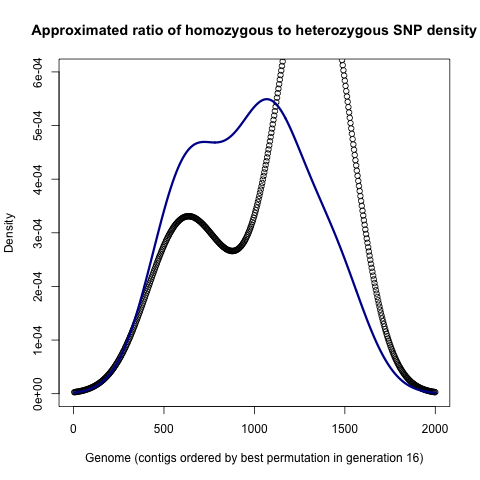 Approximated ratio of homozygous to heterozygous SNP density
6e-04
5e-04
4e-04
3e-04
2e-04
1e-04
0e+00
Density
0 500 1000 1500 2000
Genome (contigs ordered by best permutation in generation 16)